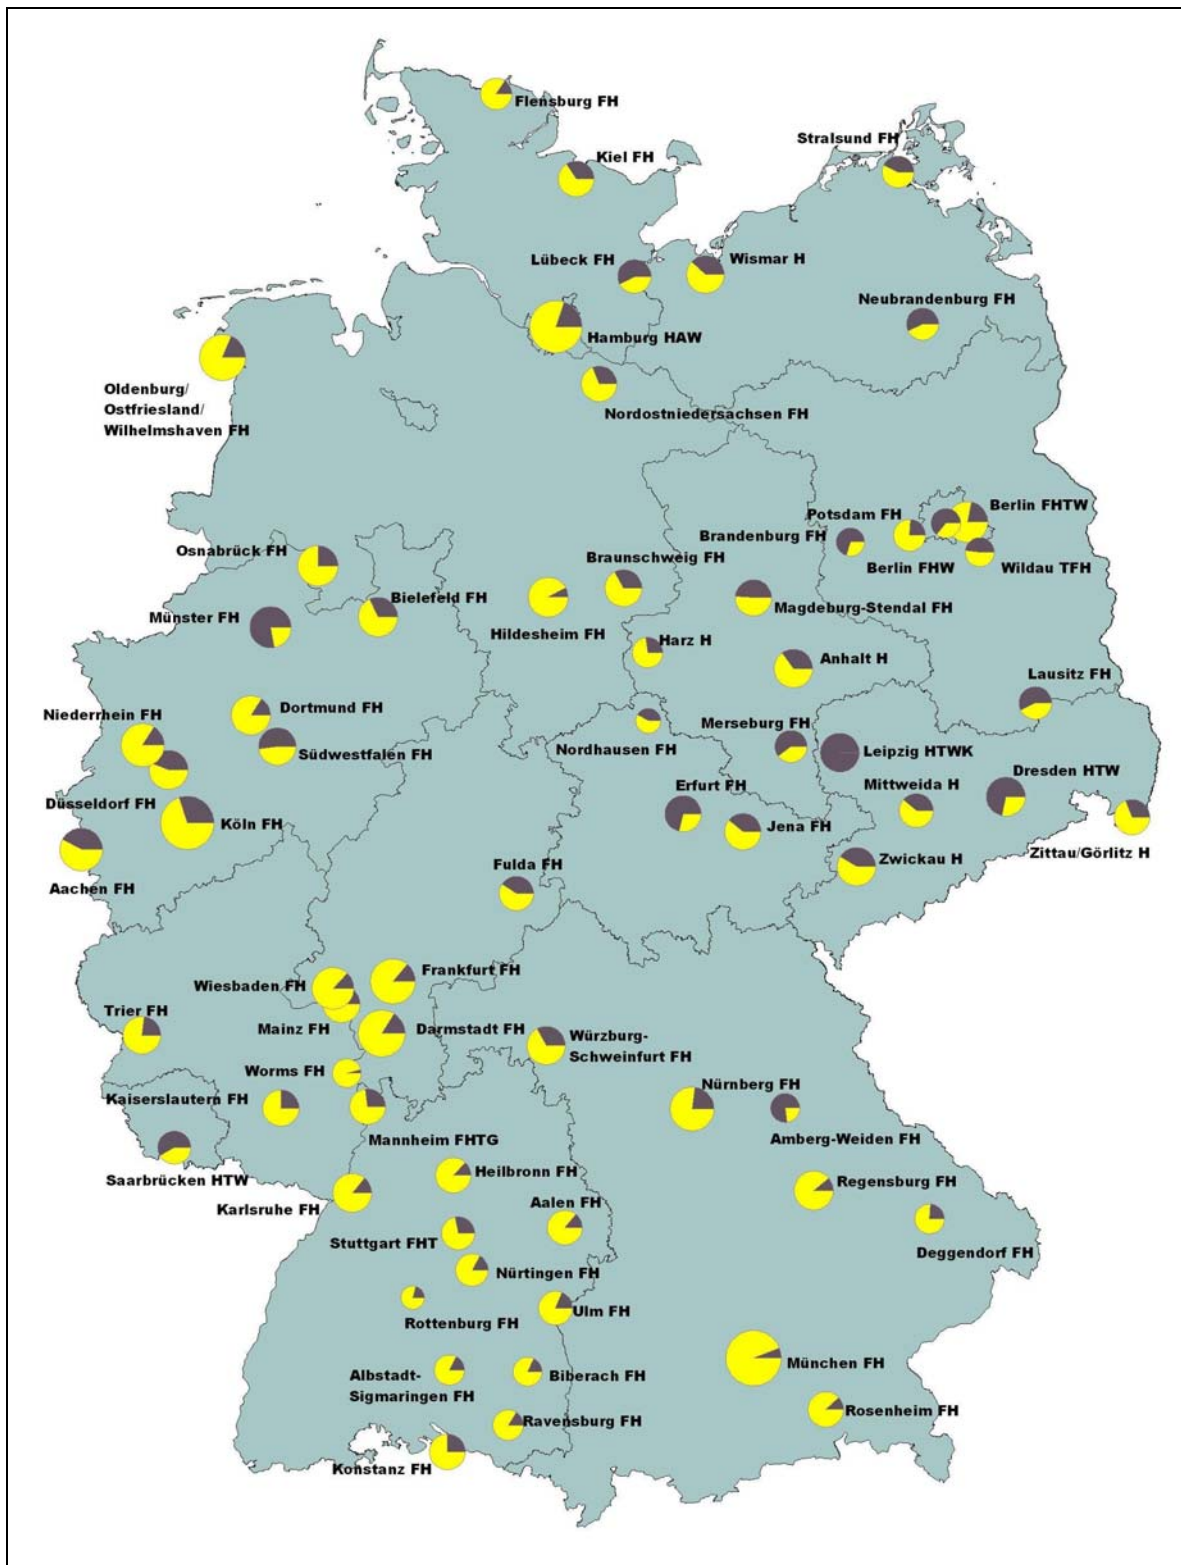 Flensburg FH
Stralsund FH
Kiel FH
Lübeck FH
Wismar H
Neubrandenburg FH
Hamburg HAW
Oldenburg/
Ostfriesland/
Wilhelmshaven FH
Nordostniedersachsen FH
Berlin FHTW
Potsdam FH
Brandenburg FH
Osnabrück FH
Braunschweig FH
Berlin FHW
Wildau TFH
Bielefeld FH
Münster FH
Magdeburg-Stendal FH
Hildesheim FH
Harz H
Anhalt H
Lausitz FH
Dortmund FH
Niederrhein FH
Merseburg FH
Nordhausen FH
Südwestfalen FH
Leipzig HTWK
Dresden HTW
Mittweida H
Erfurt FH
Düsseldorf FH
Köln FH
Jena FH
Zittau/Görlitz H
Zwickau H
Fulda FH
Aachen FH
Frankfurt FH
Wiesbaden FH
Trier FH
Mainz FH
Darmstadt FH
Würzburg-
Schweinfurt FH
Worms FH
Nürnberg FH
Kaiserslautern FH
Amberg-Weiden FH
Mannheim FHTG
Heilbronn FH
Saarbrücken HTW
Regensburg FH
Karlsruhe FH
Aalen FH
Stuttgart FHT
Deggendorf FH
Nürtingen FH
Ulm FH
Rottenburg FH
München FH
Albstadt-
Sigmaringen FH
Biberach FH
Rosenheim FH
Ravensburg FH
Konstanz FH